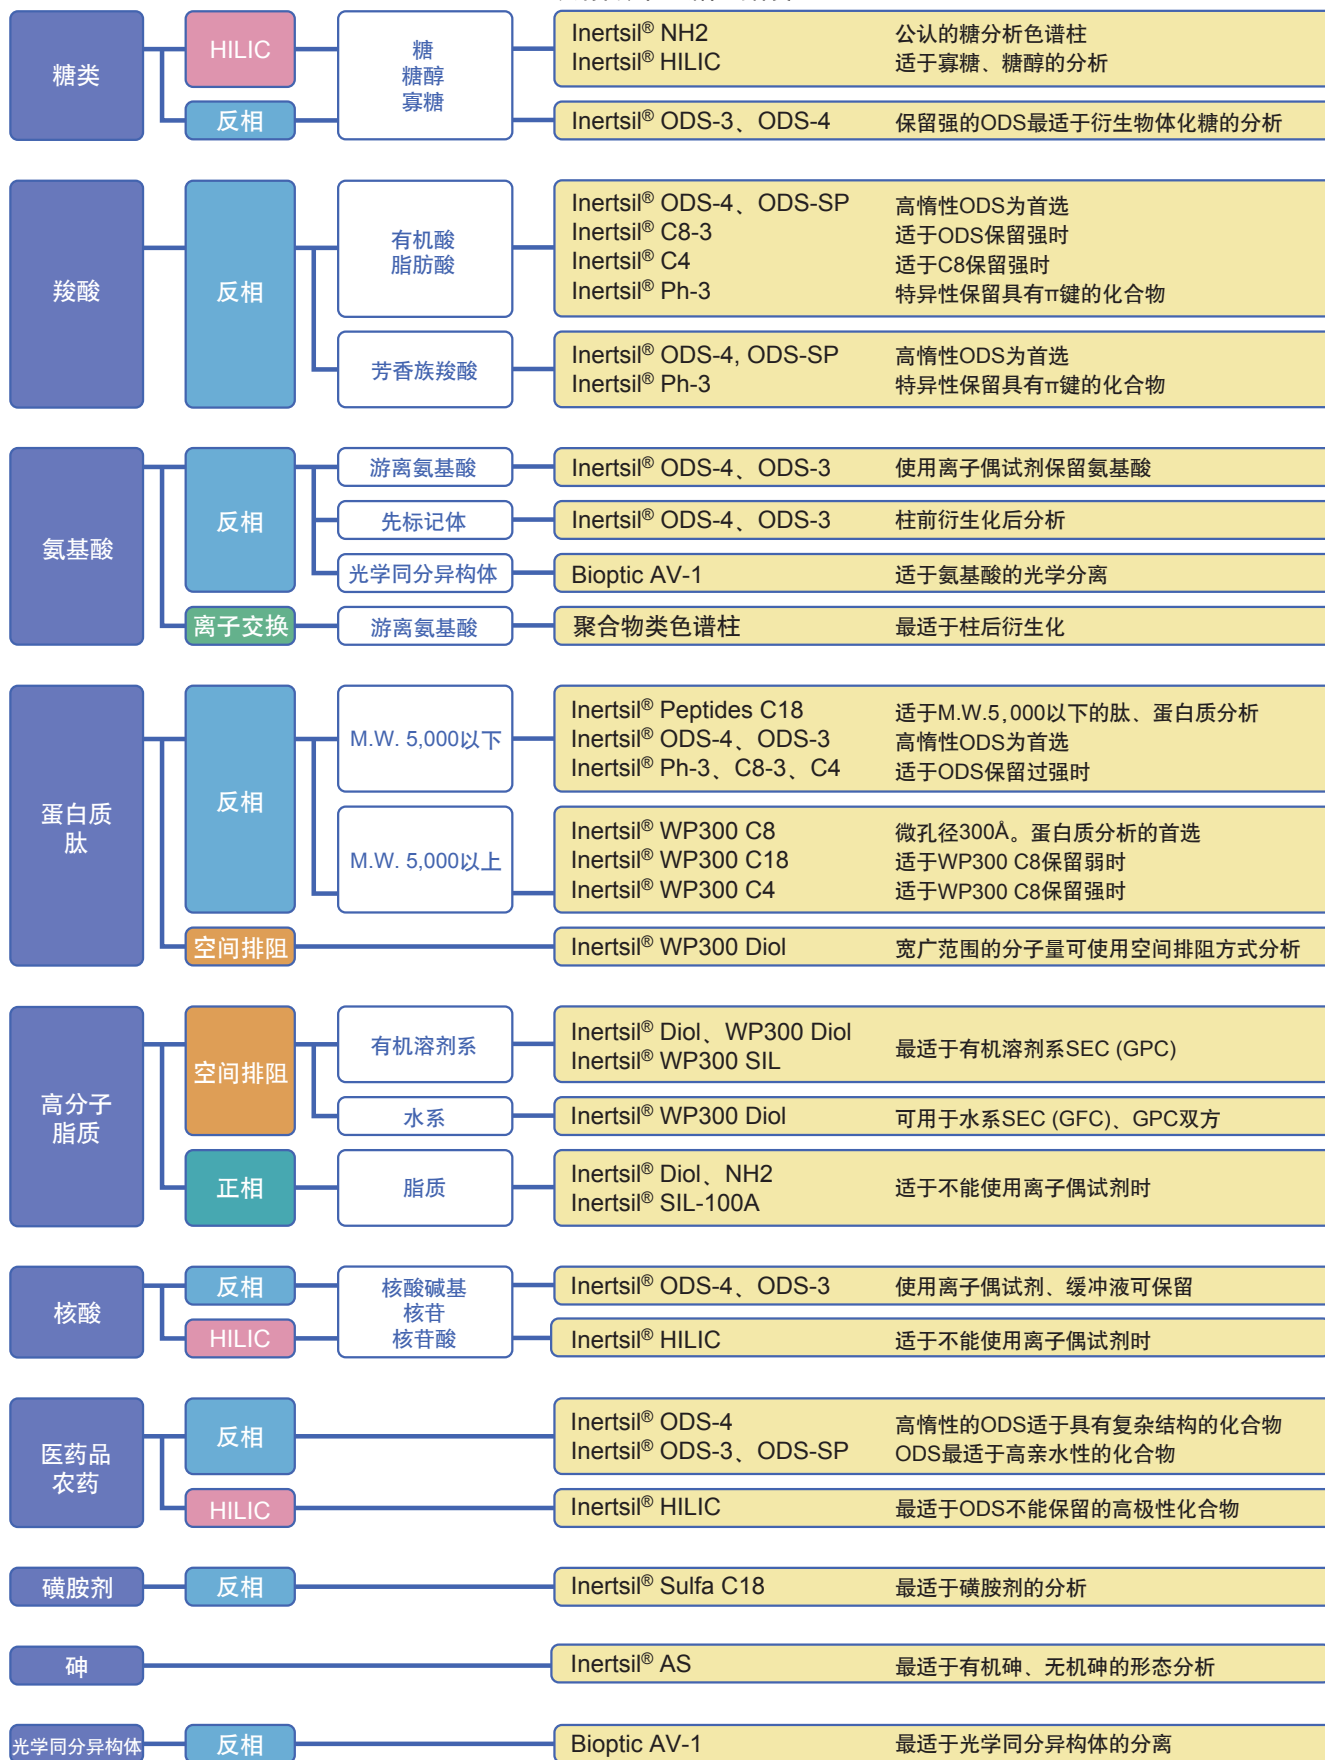 糖类
HILIC
反相
糖
糖醇
寡糖
Inertsil® NH2 公认的糖分析色谱柱
Inertsil® HILIC 适于寡糖、糖醇的分析
Inertsil® ODS-3、ODS-4 保留强的ODS最适于衍生物体化糖的分析
羧酸
反相
有机酸
脂肪酸
Inertsil® ODS-4、ODS-SP 高惰性ODS为首选
Inertsil® C8-3 适于ODS保留强时
Inertsil® C4 适于C8保留强时
Inertsil® Ph-3 特异性保留具有π键的化合物
芳香族羧酸
Inertsil® ODS-4, ODS-SP 高惰性ODS为首选
Inertsil® Ph-3 特异性保留具有π键的化合物
氨基酸
反相
游离氨基酸
Inertsil® ODS-4、ODS-3 使用离子偶试剂保留氨基酸
先标记体
Inertsil® ODS-4、ODS-3 柱前衍生化后分析
光学同分异构体
Bioptic AV-1 适于氨基酸的光学分离
离子交换
游离氨基酸
聚合物类色谱柱 最适于柱后衍生化
蛋白质
肽
反相
M.W. 5,000以下
Inertsil® Peptides C18 适于M.W.5,000以下的肽、蛋白质分析
Inertsil® ODS-4、ODS-3 高惰性ODS为首选
Inertsil® Ph-3、C8-3、C4 适于ODS保留过强时
M.W. 5,000以上
Inertsil® WP300 C8 微孔径300Å。蛋白质分析的首选
Inertsil® WP300 C18 适于WP300 C8保留弱时
Inertsil® WP300 C4 适于WP300 C8保留强时
空间排阻
Inertsil® WP300 Diol 宽广范围的分子量可使用空间排阻方式分析
高分子
脂质
空间排阻
有机溶剂系
Inertsil® Diol、WP300 Diol
Inertsil® WP300 SIL
最适于有机溶剂系SEC (GPC)
水系
Inertsil® WP300 Diol 可用于水系SEC (GFC)、GPC双方
正相
脂质
Inertsil® Diol、NH2
Inertsil® SIL-100A
适于不能使用离子偶试剂时
核酸
反相
HILIC
核酸碱基
核苷
核苷酸
Inertsil® ODS-4、ODS-3 使用离子偶试剂、缓冲液可保留
Inertsil® HILIC 适于不能使用离子偶试剂时
医药品
农药
反相
Inertsil® ODS-4 高惰性的ODS适于具有复杂结构的化合物
Inertsil® ODS-3、ODS-SP ODS最适于高亲水性的化合物
HILIC
Inertsil® HILIC 最适于ODS不能保留的高极性化合物
磺胺剂
反相
Inertsil® Sulfa C18 最适于磺胺剂的分析
砷
Inertsil® AS 最适于有机砷、无机砷的形态分析
光学同分异构体
反相
Bioptic AV-1 最适于光学同分异构体的分离